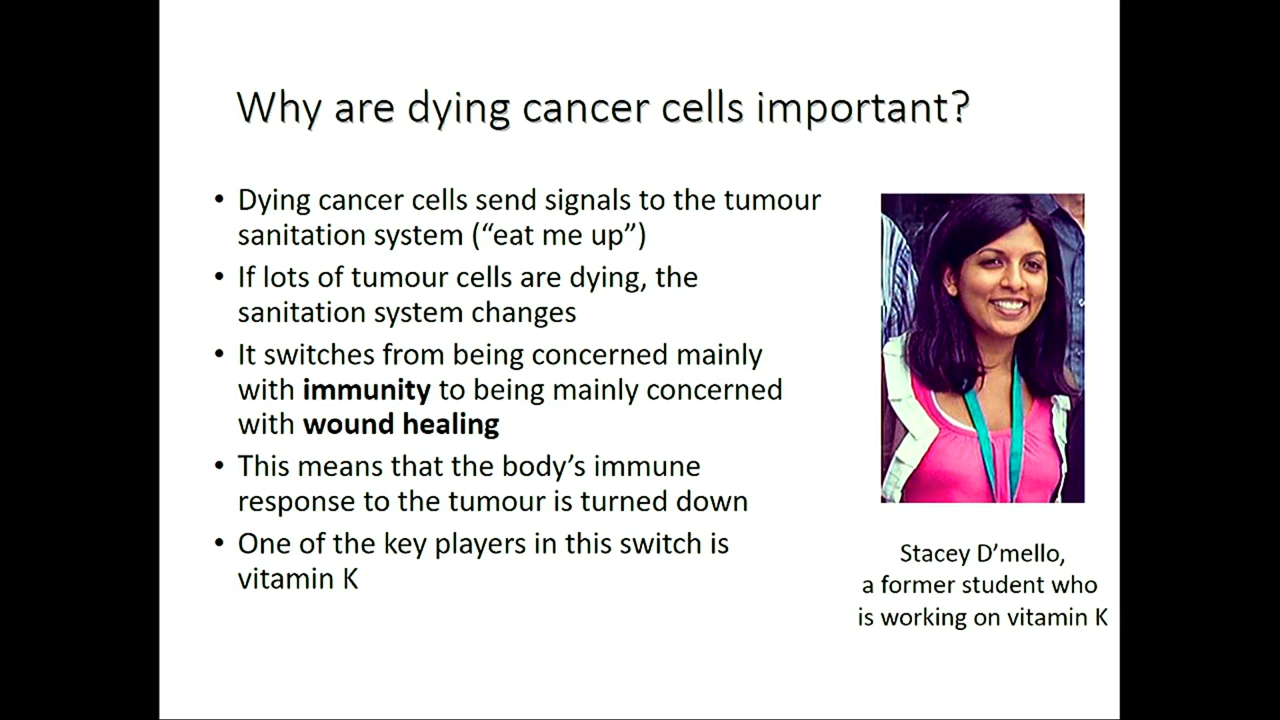 Why are dying cancer cells important?
• Dying cancer cells send signals to the tumour
sanitation system (“eat me up”)
• If lots of tumour cells are dying, the
sanitation system changes
• It switches from being concerned mainly
with immunity to being mainly concerned
with wound healing
• This means that the body’s immune
response to the tumour is turned down
• One of the key players in this switch is
vitamin K
Stacey D’mello,
a former student who
is working on vitamin K